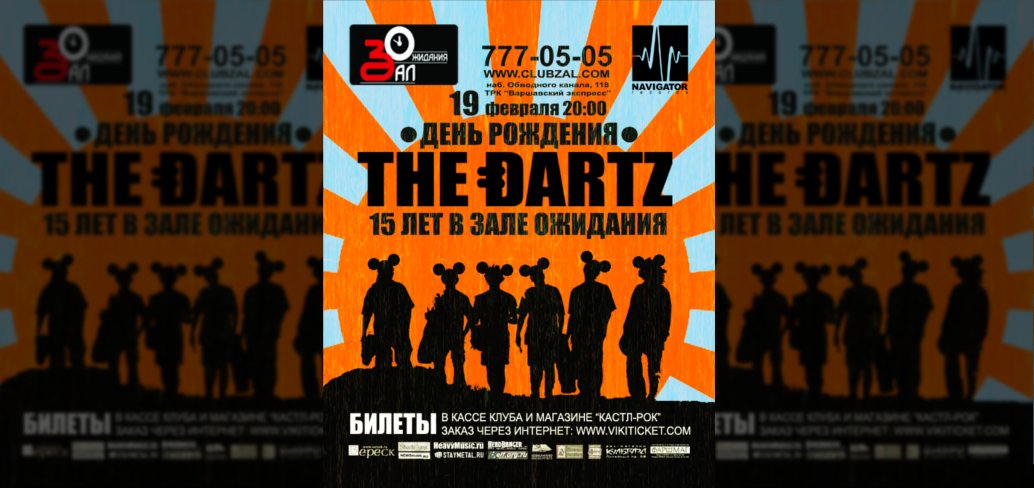 Зал Ожидания
777-05-05
WWW.CLUBZAL.COM
наб. Обводного канала, 118
ТРК "Варшавский экспресс"
NAVIGATOR
records
19 февраля 20:00
ДЕНЬ РОЖДЕНИЯ
THE DARTZ
15 ЛЕТ В ЗАЛЕ ОЖИДАНИЯ
БИЛЕТЫ В КАССЕ КЛУБА И МАГАЗИНЕ "КАСТЛ-РОК"
ЗАКАЗ ЧЕРЕЗ ИНТЕРНЕТ: WWW.VIKITICKET.COM
HeavyMusic.ru
STAYMETAL.RU